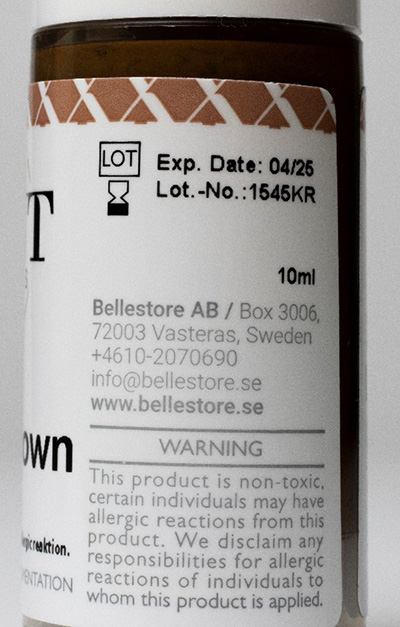 LOT
Exp. Date: 04/25
Lot.-No.:1545KR
10ml
Bellestore AB / Box 3006,
72003 Vasteras, Sweden
+4610-2070690
info@bellestore.se
www.bellestore.se
WARNING
This product is non-toxic,
certain individuals may have
allergic reactions from this
product. We disclaim any
responsibilities for allergic
reactions of individuals to
whom this product is applied.
T
own
reaktion.
ENTATION